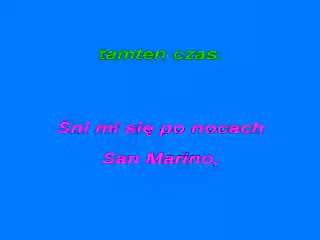 tamten czas.
Śni mi się po nocach
San Marino,